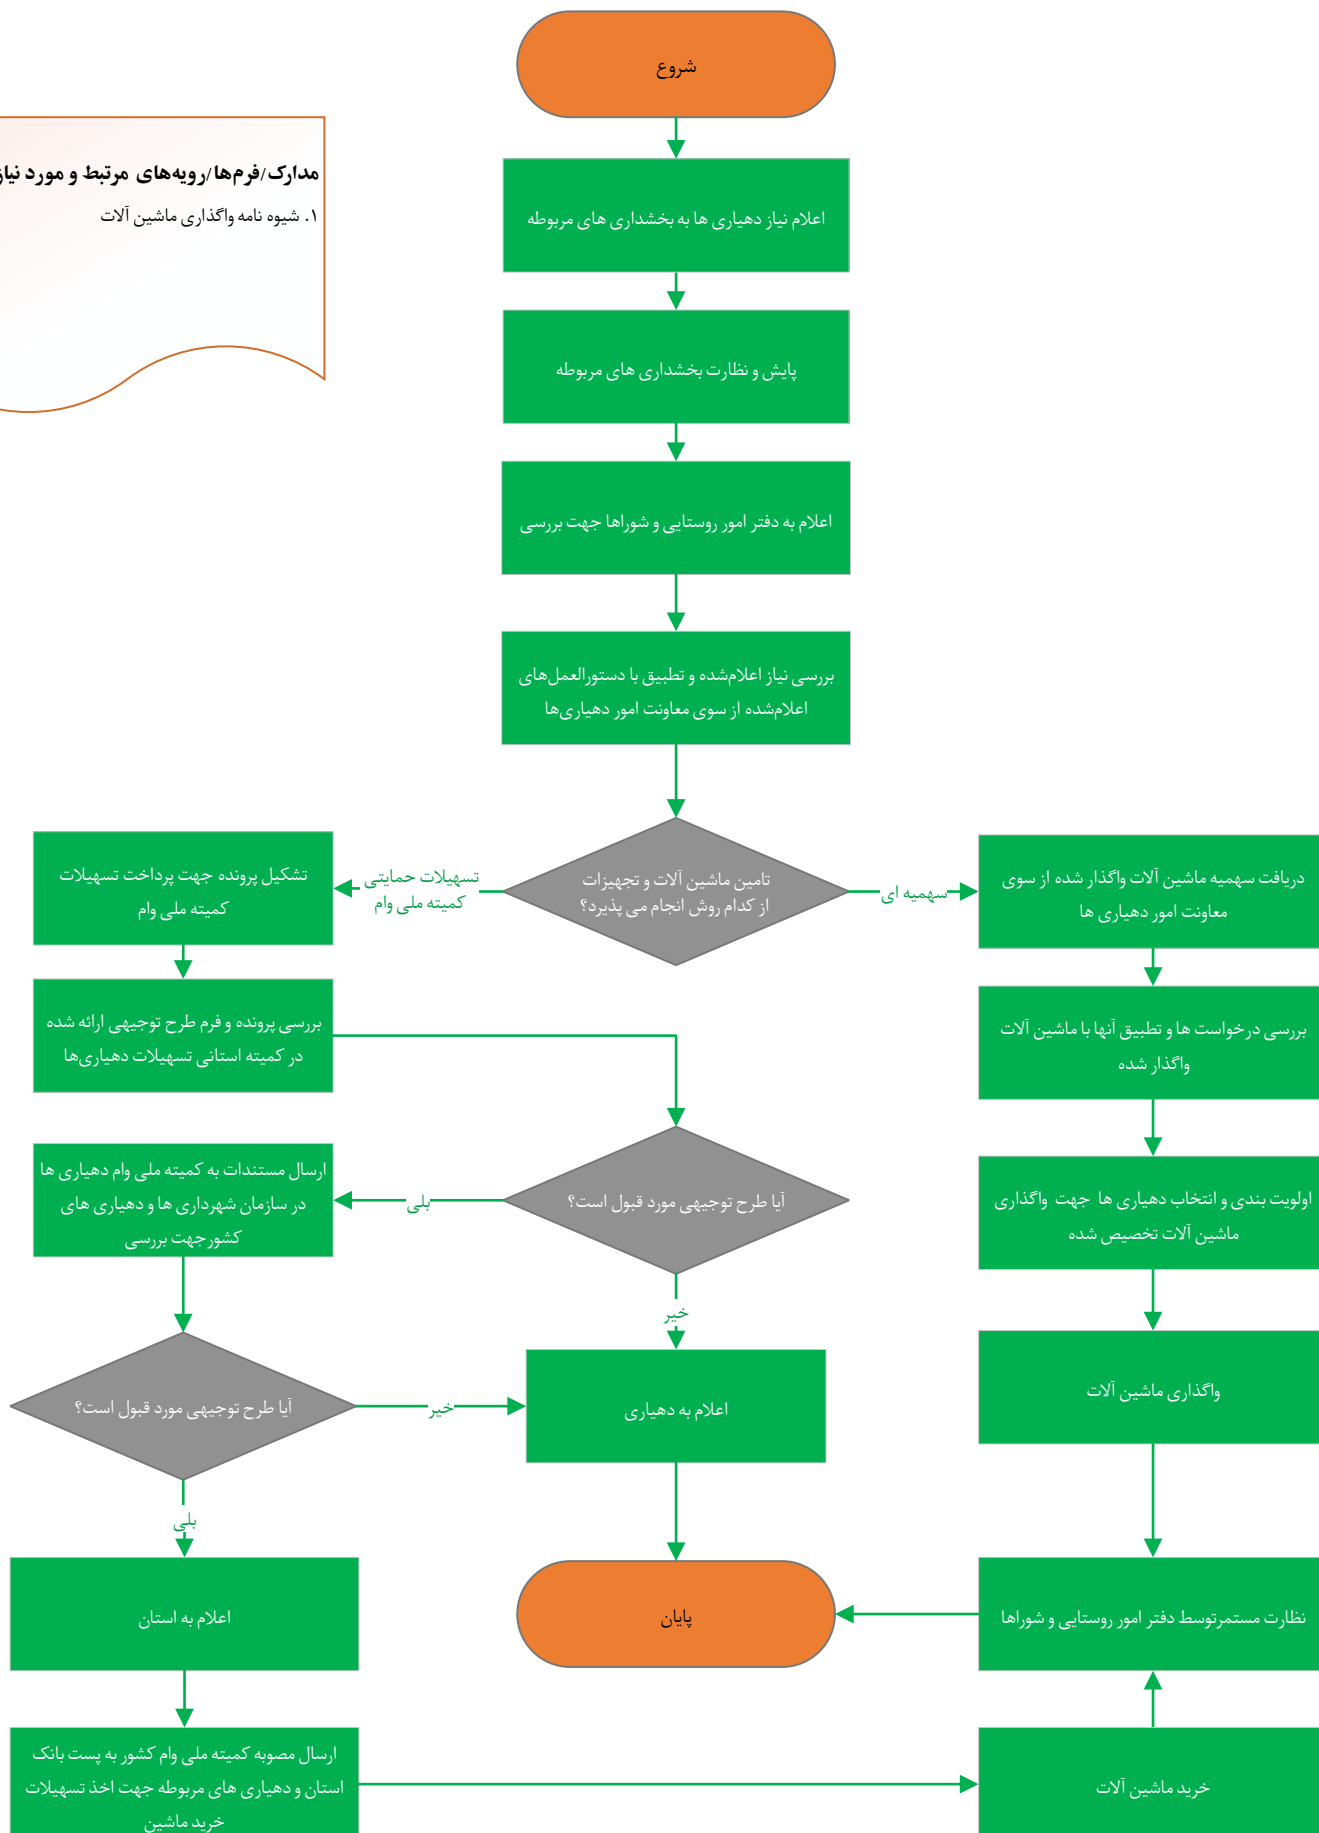 شروع
مدارک/فرم‌ها/رویه‌های مرتبط و مورد نیاز
۱. شیوه نامه واگذاری ماشین آلات
اعلام نیاز دهیاری ها به بخشداری های مربوطه
پایش و نظارت بخشداری های مربوطه
اعلام به دفتر امور روستایی و شوراها جهت بررسی
بررسی نیاز اعلام‌شده و تطبیق با دستورالعمل‌های
اعلام‌شده از سوی معاونت امور دهیاری‌ها
تامین ماشین آلات و تجهیزات
از کدام روش انجام می پذیرد؟
سهمیه ای
تسهیلات حمایتی
کمیته ملی وام
دریافت سهمیه ماشین آلات واگذار شده از سوی
معاونت امور دهیاری ها
تشکیل پرونده جهت پرداخت تسهیلات
کمیته ملی وام
بررسی درخواست ها و تطبیق آنها با ماشین آلات
واگذار شده
بررسی پرونده و فرم طرح توجیهی ارائه شده
در کمیته استانی تسهیلات دهیاری‌ها
اولویت بندی و انتخاب دهیاری ها جهت واگذاری
ماشین آلات تخصیص شده
آیا طرح توجیهی مورد قبول است؟
بلی
خیر
ارسال مستندات به کمیته ملی وام دهیاری ها
در سازمان شهرداری ها و دهیاری های
کشورجهت بررسی
واگذاری ماشین آلات
اعلام به دهیاری
خیر
آیا طرح توجیهی مورد قبول است؟
بلی
نظارت مستمرتوسط دفتر امور روستایی و شوراها
پایان
اعلام به استان
خرید ماشین آلات
ارسال مصوبه کمیته ملی وام کشور به پست بانک
استان و دهیاری های مربوطه جهت اخذ تسهیلات
خرید ماشین